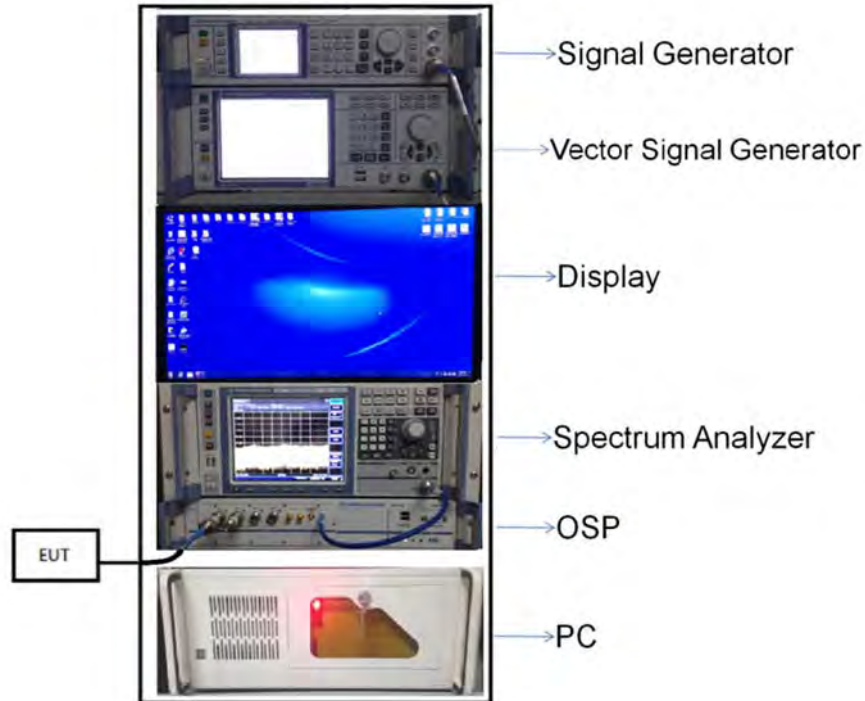 Signal Generator
Vector Signal Generator
Display
Spectrum Analyzer
OSP
EUT
PC